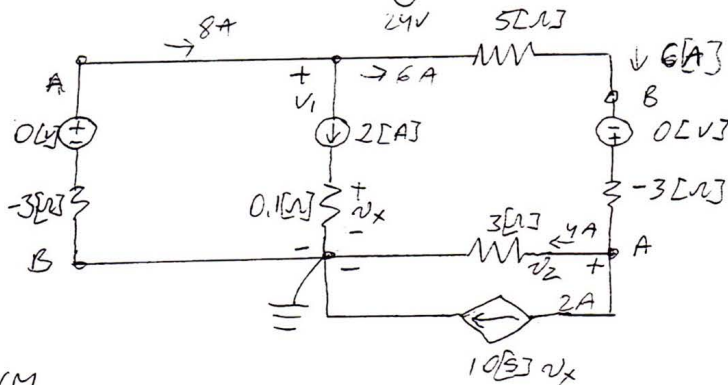 24V
8A
5[Ω]
↓ 6[A]
A
+
→6A
V1
B
0[V]
+
-
2[A]
-
+
0[V]
-3[Ω]
0.1[Ω]
+
vx
-
-3[Ω]
3[Ω]
4A
B
-
-
v2
+
A
2A
10[S] vx